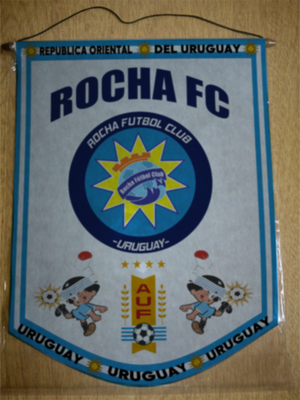 REPUBLICA ORIENTAL DEL URUGUAY
ROCHA FC
ROCHA FUTBOL CLUB
Rocha Fútbol Club
-URUGUAY-
AUF
URUGUAY URUGUAY URUGUAY